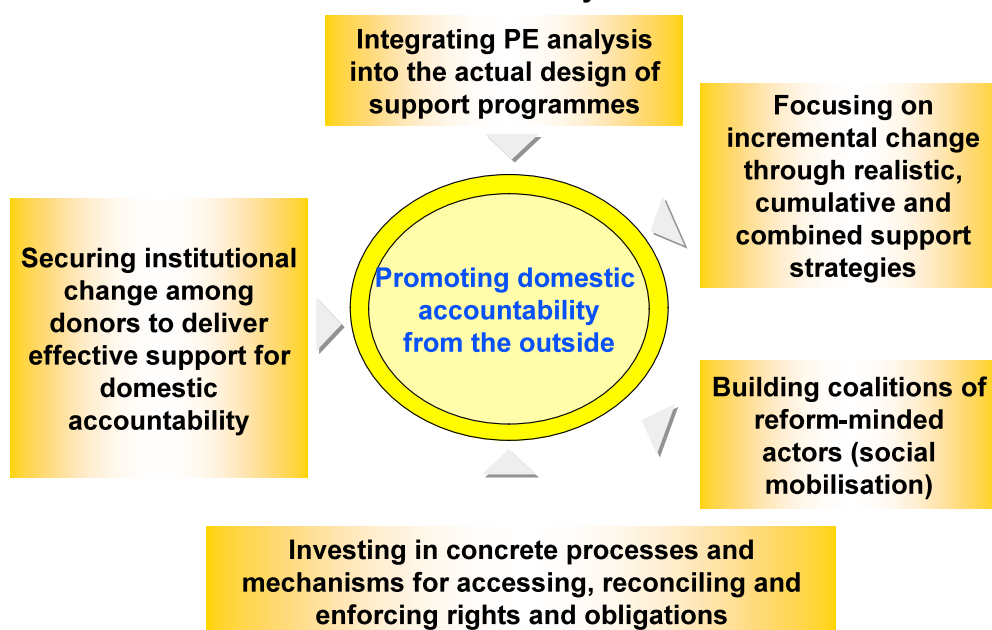 Integrating PE analysis
into the actual design of
support programmes
Focusing on
incremental change
through realistic,
cumulative and
combined support
strategies
Securing institutional
change among
donors to deliver
effective support for
domestic
accountability
Promoting domestic
accountability
from the outside
Building coalitions of
reform-minded
actors (social
mobilisation)
Investing in concrete processes and
mechanisms for accessing, reconciling and
enforcing rights and obligations